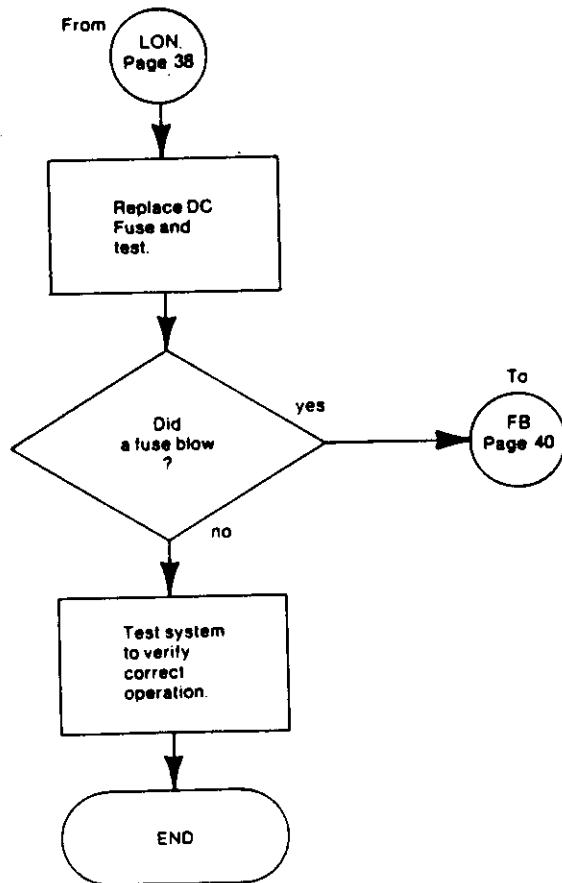 From
LON.
Page 38
Replace DC
Fuse and
test.
Did
a fuse blow
?
yes
To
FB
Page 40
no
Test system
to verify
correct
operation.
END